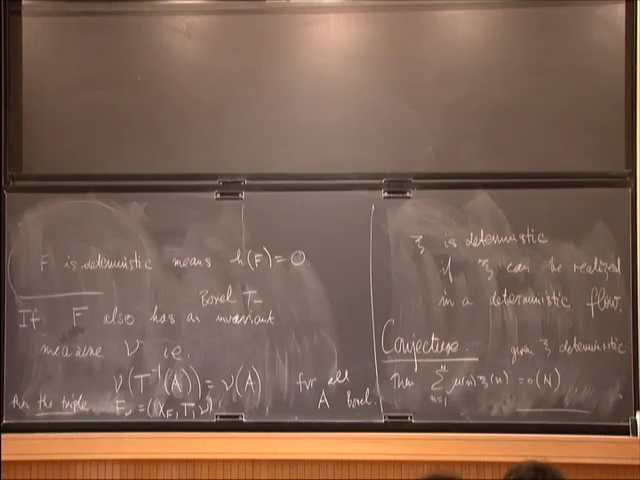 F is deterministic means h(F)=0
Borel T-
If F also has an invariant
measure ν i.e.
ν(T⁻¹(A)) = ν(A) for all
A Borel.
the triple F_ν = (X_F, T, ν)
ξ is deterministic
if ξ can be realized
in a deterministic flow.
Conjecture: given ξ deterministic
Then Σ_{n=1}^{N} μ(n) ξ(n) = o(N)